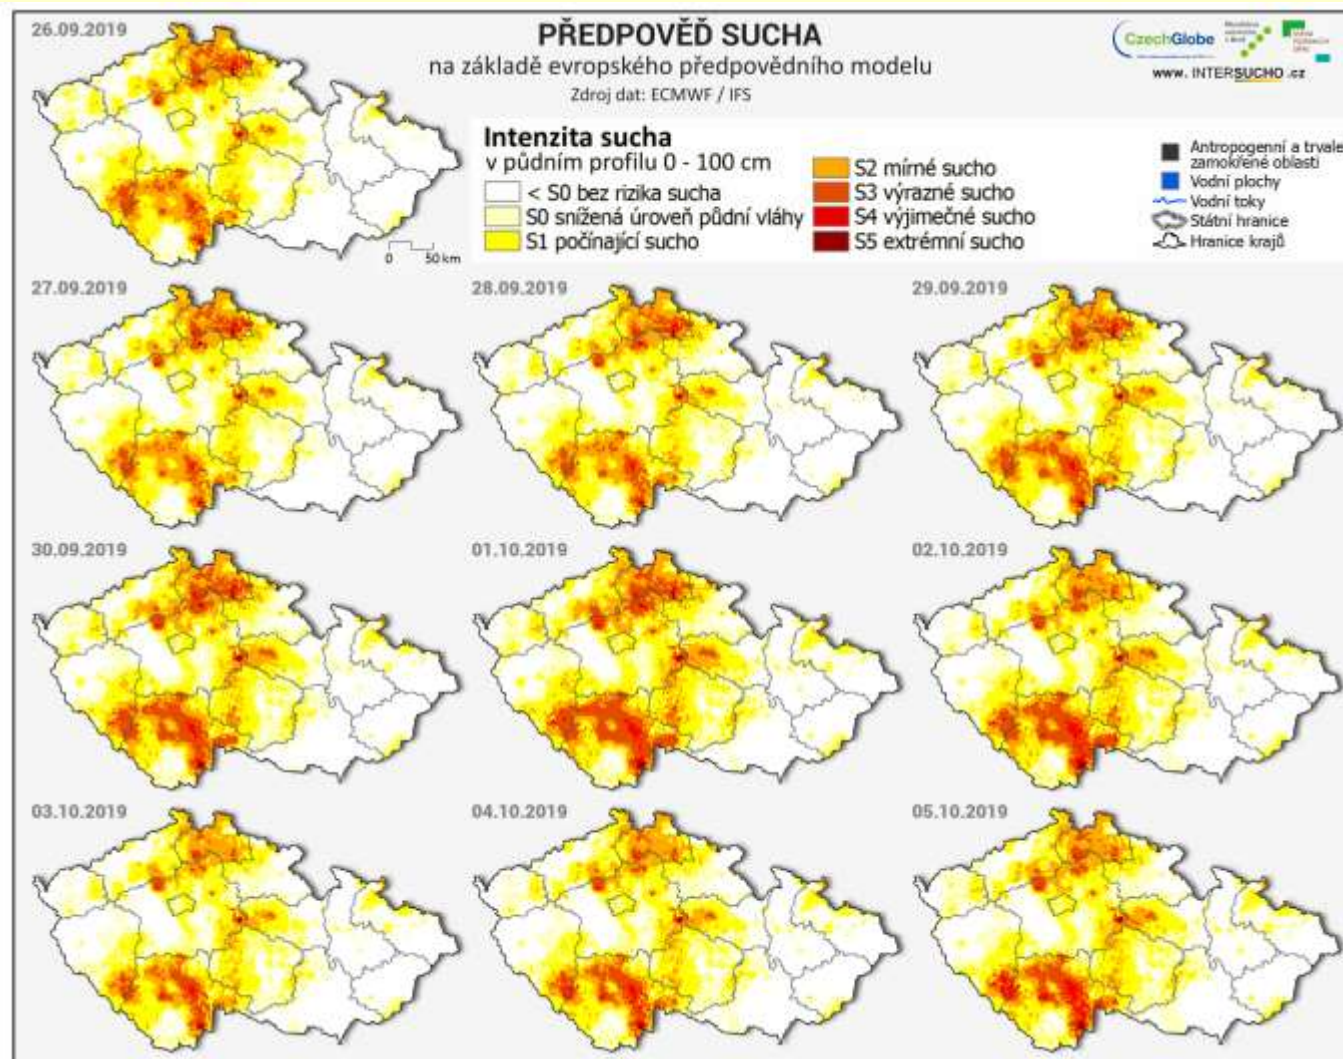 26.09.2019
PŘEDPOVĚĎ SUCHA
na základě evropského předpovědního modelu
Zdroj dat: ECMWF / IFS
CzechGlobe
www. INTERSUCHO .cz
Intenzita sucha
v půdním profilu 0 - 100 cm
< S0 bez rizika sucha
S0 snížená úroveň půdní vláhy
S1 počínající sucho
S2 mírné sucho
S3 výrazné sucho
S4 výjimečné sucho
S5 extrémní sucho
Antropogenní a trvale
zamokřené oblasti
Vodní plochy
Vodní toky
Státní hranice
Hranice krajů
0 50 km
27.09.2019
28.09.2019
29.09.2019
30.09.2019
01.10.2019
02.10.2019
03.10.2019
04.10.2019
05.10.2019